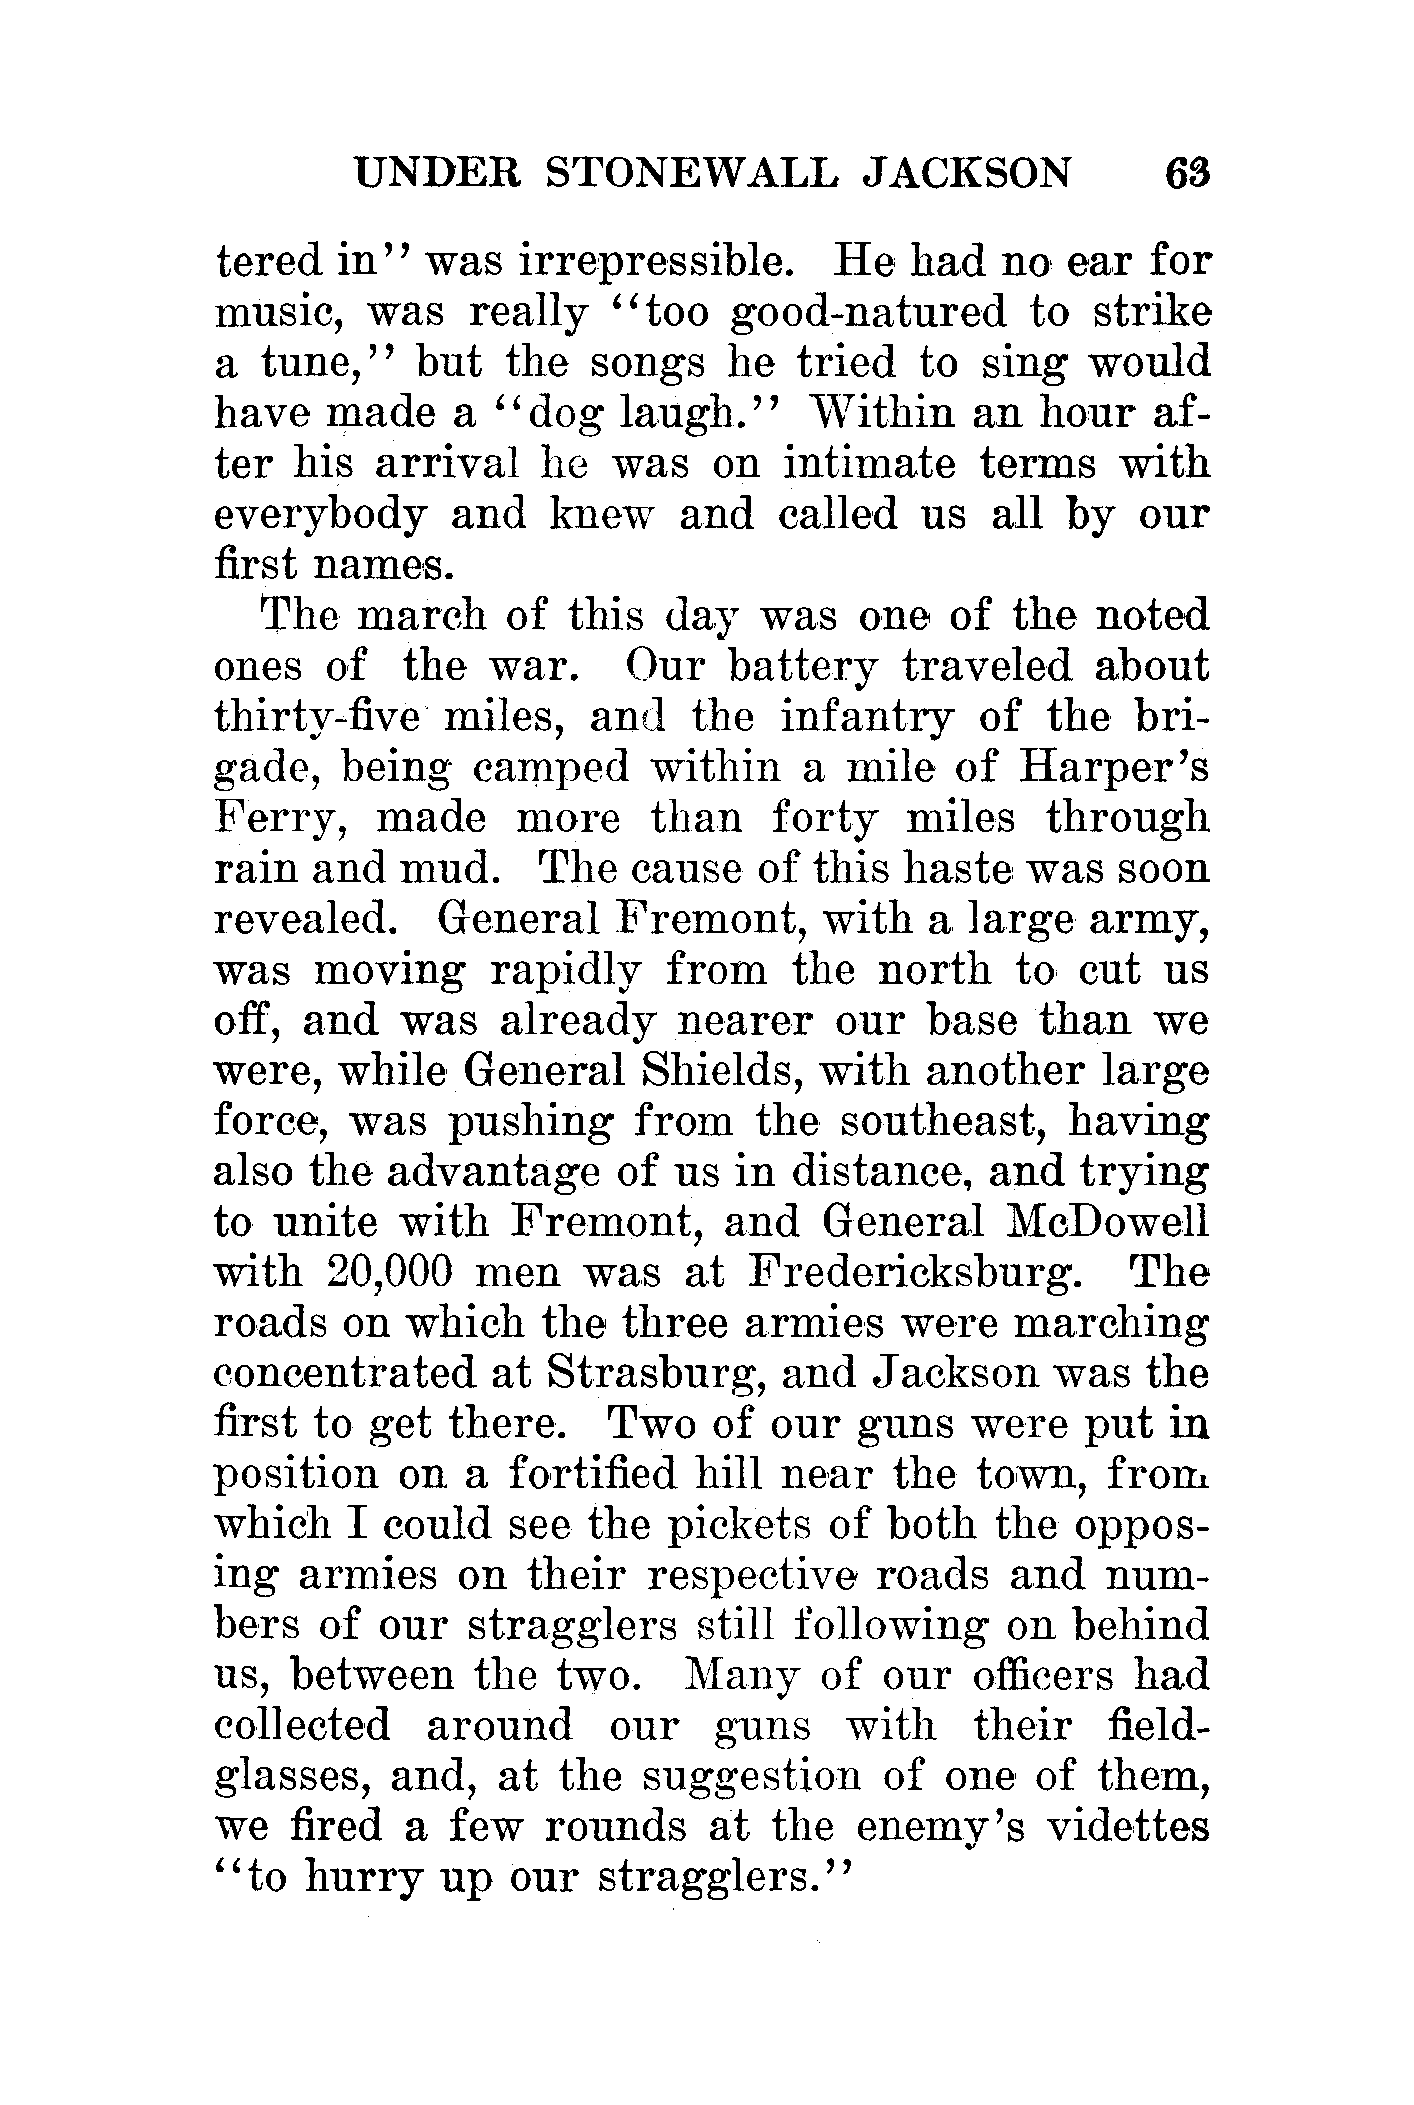 UNDER STONEWALL JACKSON 63
tered in'' was irrepressible. He had no ear for
music, was really ‘‘too good-natured to strike
a tune,'' but the songs he tried to sing would
have made a ‘‘dog laugh.'' Within an hour af-
ter his arrival he was on intimate terms with
everybody and knew and called us all by our
first names.
The march of this day was one of the noted
ones of the war. Our battery traveled about
thirty-five miles, and the infantry of the bri-
gade, being camped within a mile of Harper's
Ferry, made more than forty miles through
rain and mud. The cause of this haste was soon
revealed. General Fremont, with a large army,
was moving rapidly from the north to cut us
off, and was already nearer our base than we
were, while General Shields, with another large
force, was pushing from the southeast, having
also the advantage of us in distance, and trying
to unite with Fremont, and General McDowell
with 20,000 men was at Fredericksburg. The
roads on which the three armies were marching
concentrated at Strasburg, and Jackson was the
first to get there. Two of our guns were put in
position on a fortified hill near the town, from
which I could see the pickets of both the oppos-
ing armies on their respective roads and num-
bers of our stragglers still following on behind
us, between the two. Many of our officers had
collected around our guns with their field-
glasses, and, at the suggestion of one of them,
we fired a few rounds at the enemy's videttes
‘‘to hurry up our stragglers.''